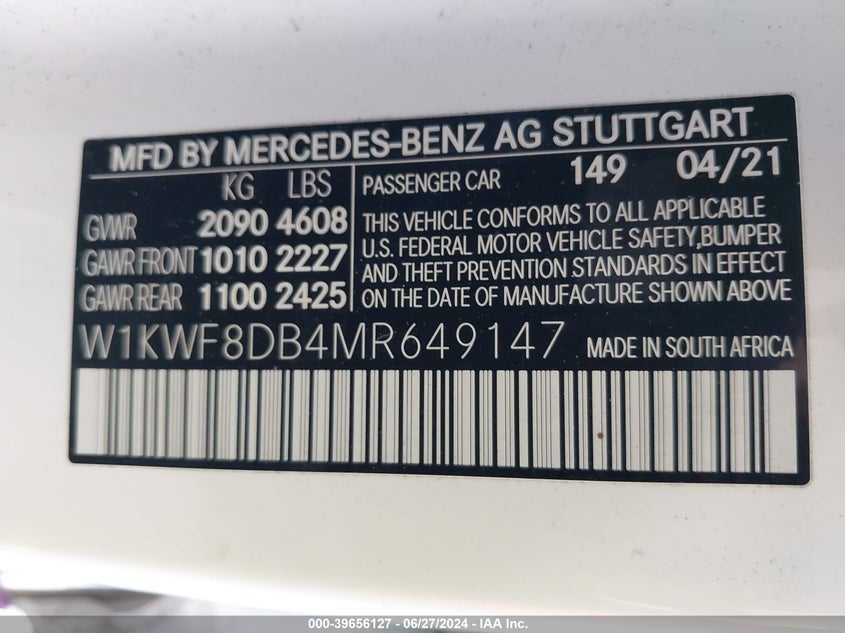 MFD BY MERCEDES-BENZ AG STUTTGART
KG LBS
GVWR 2090 4608
GAWR FRONT 1010 2227
GAWR REAR 1100 2425
PASSENGER CAR 149 04/21
THIS VEHICLE CONFORMS TO ALL APPLICABLE
U.S. FEDERAL MOTOR VEHICLE SAFETY,BUMPER
AND THEFT PREVENTION STANDARDS IN EFFECT
ON THE DATE OF MANUFACTURE SHOWN ABOVE
W1KWF8DB4MR649147 MADE IN SOUTH AFRICA
000-39656127 - 06/27/2024 - IAA Inc.